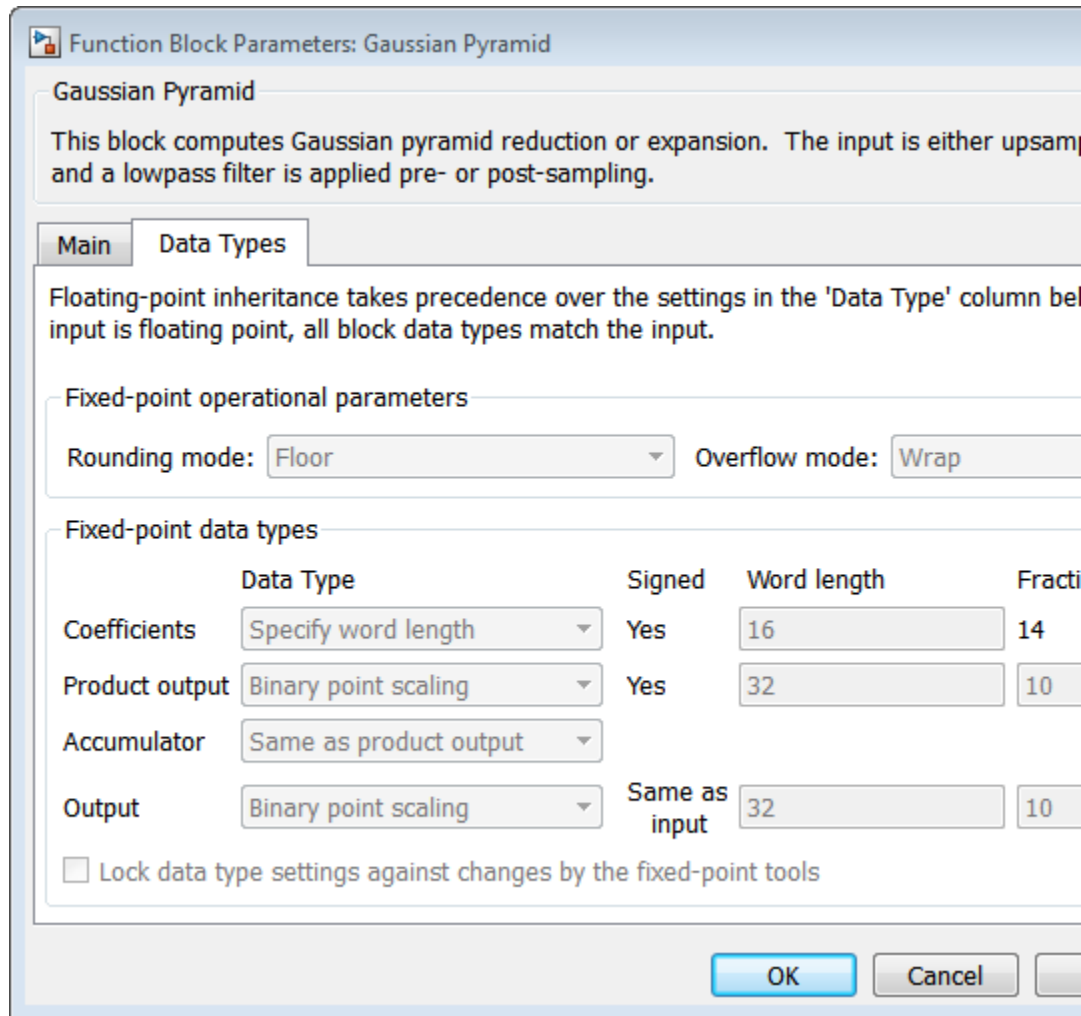 Function Block Parameters: Gaussian Pyramid
Gaussian Pyramid
This block computes Gaussian pyramid reduction or expansion.  The input is either
and a lowpass filter is applied pre- or post-sampling.
Main Data Types
Floating-point inheritance takes precedence over the settings in the 'Data Type' column
input is floating point, all block data types match the input.
Fixed-point operational parameters
Rounding mode: Floor Overflow mode: Wrap
Fixed-point data types
Data Type Signed Word length
Coefficients Specify word length Yes 16 14
Product output Binary point scaling Yes 32 10
Accumulator Same as product output
Output Binary point scaling Same as input 32 10
Lock data type settings against changes by the fixed-point tools
OK Cancel